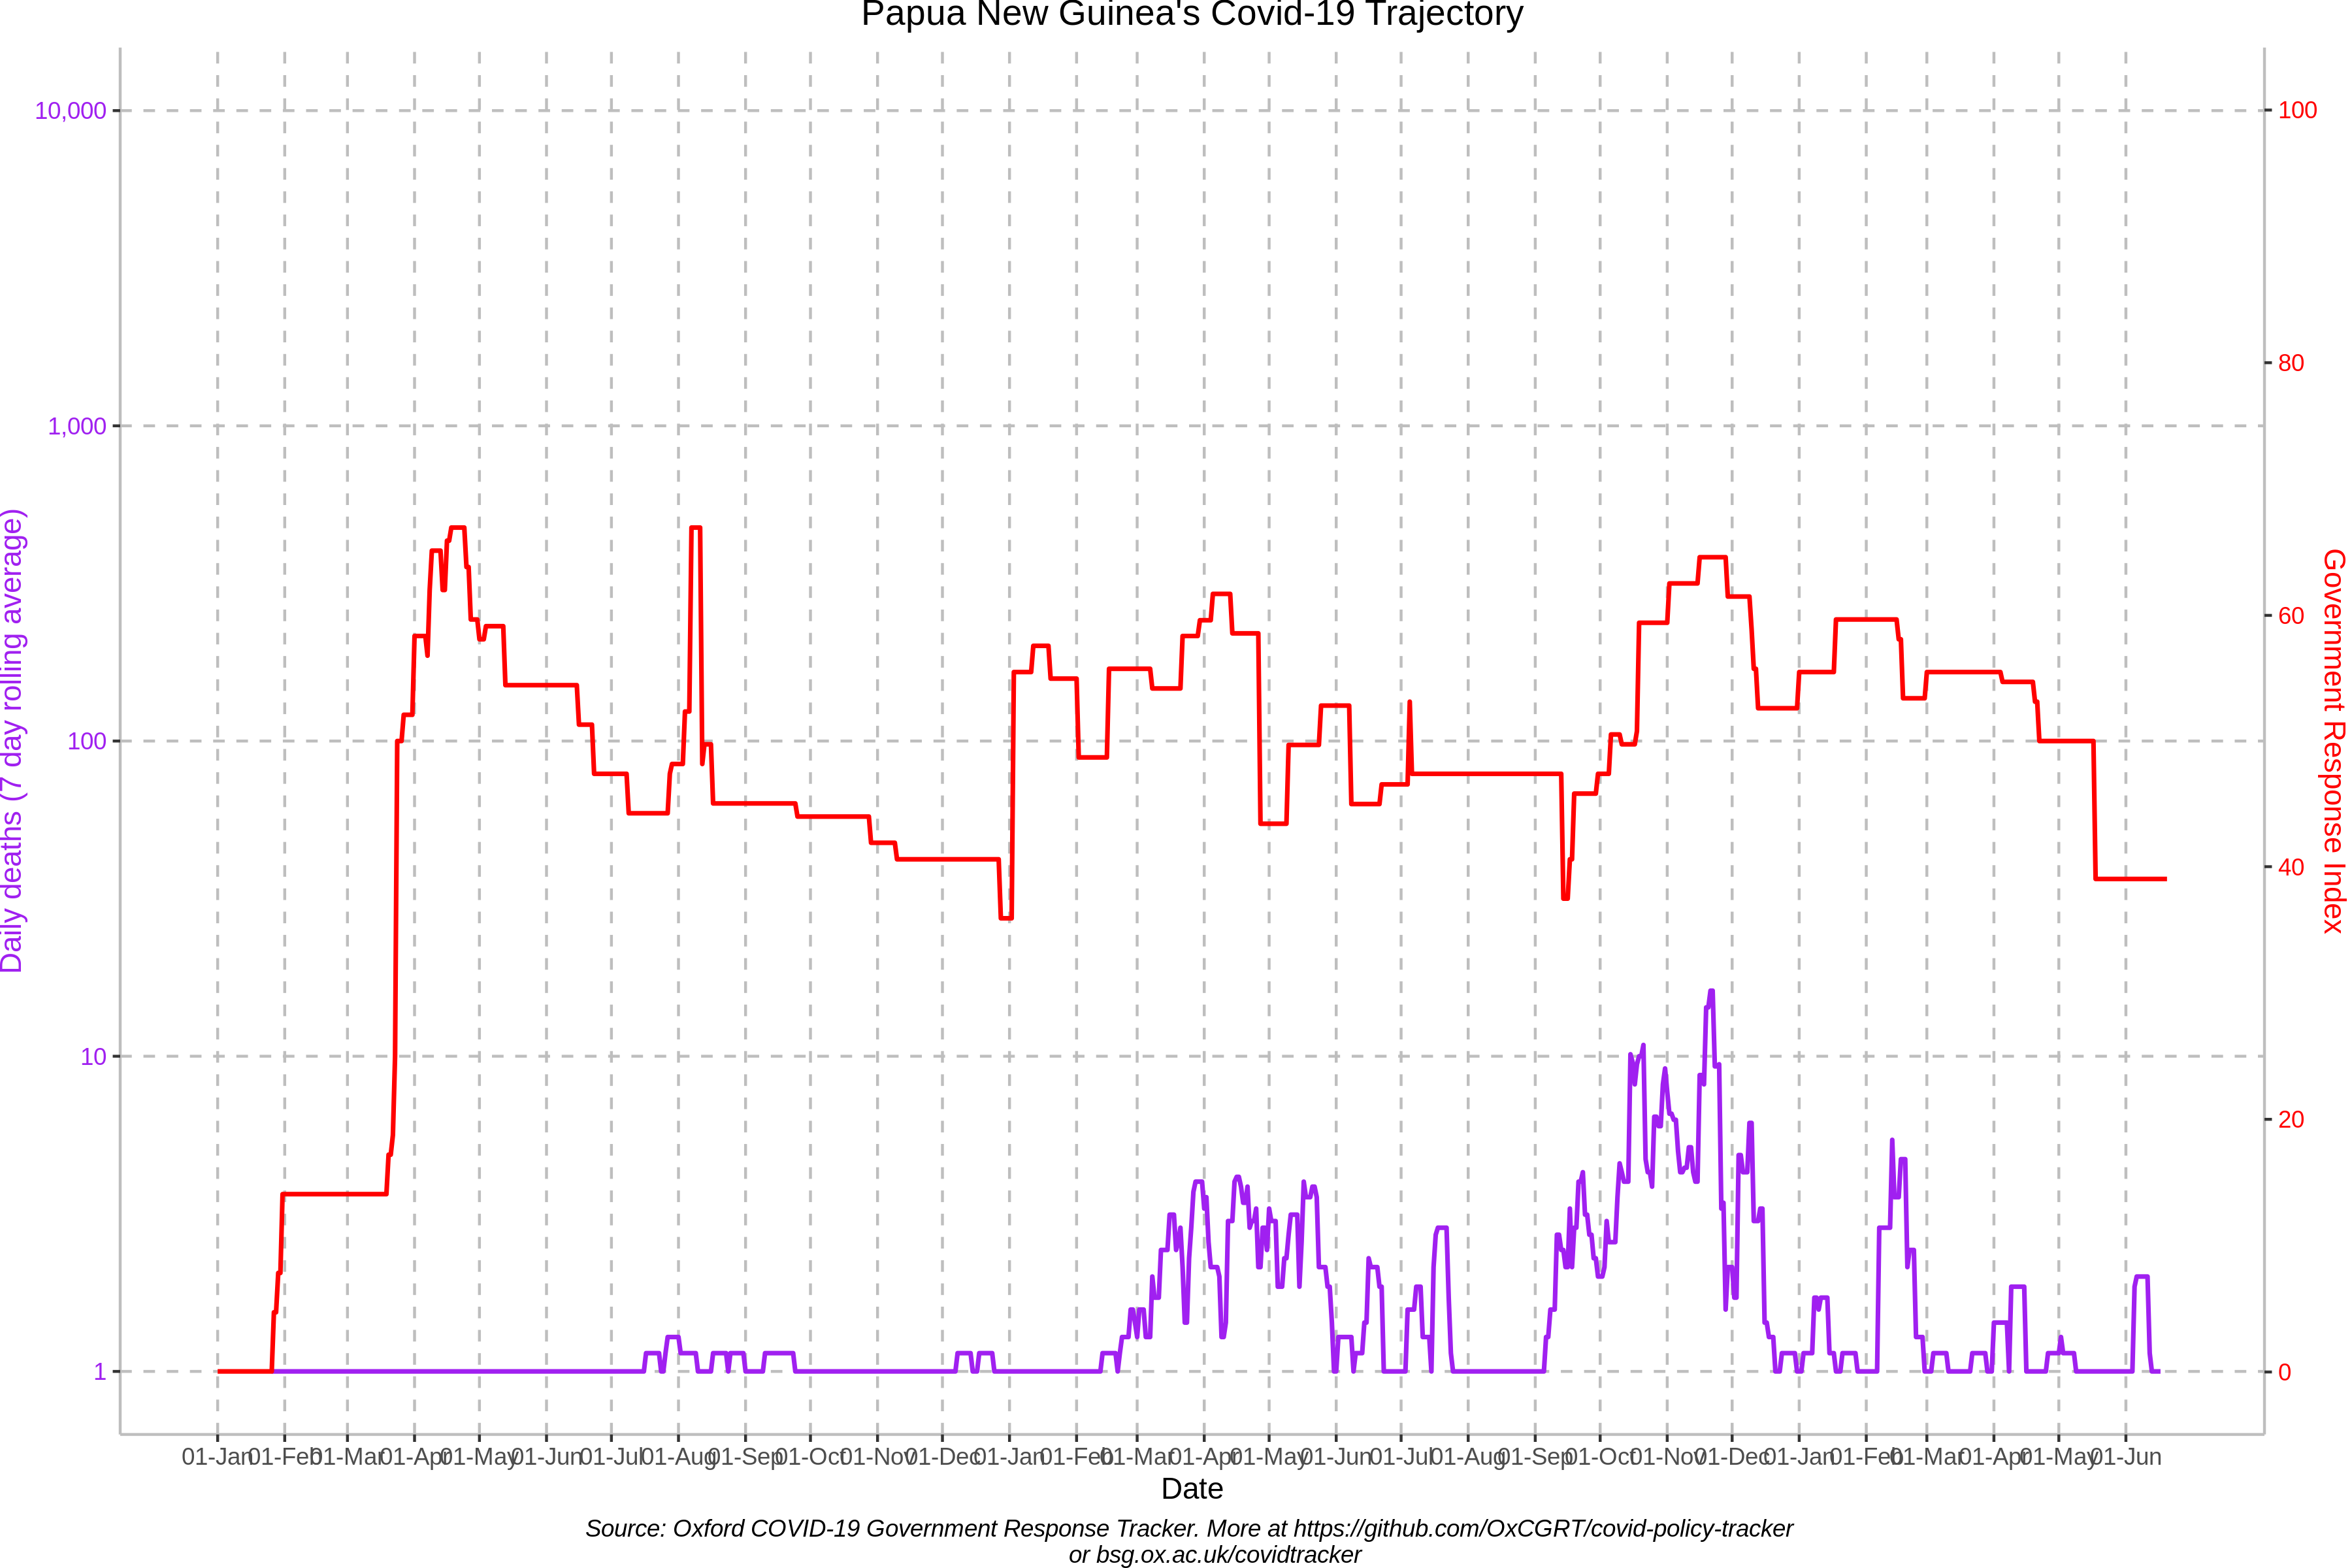 Papua New Guinea's Covid-19 Trajectory
10,000
1,000
100
10
1
Daily deaths (7 day rolling average)
100
80
60
40
20
0
Government Response Index
01-Jan 01-Feb 01-Mar 01-Apr 01-May 01-Jun 01-Jul 01-Aug 01-Sep 01-Oct 01-Nov 01-Dec 01-Jan 01-Feb 01-Mar 01-Apr 01-May 01-Jun 01-Jul 01-Aug 01-Sep 01-Oct 01-Nov 01-Dec 01-Jan 01-Feb 01-Mar 01-Apr 01-May 01-Jun
Date
Source: Oxford COVID-19 Government Response Tracker. More at https://github.com/OxCGRT/covid-policy-tracker
or bsg.ox.ac.uk/covidtracker